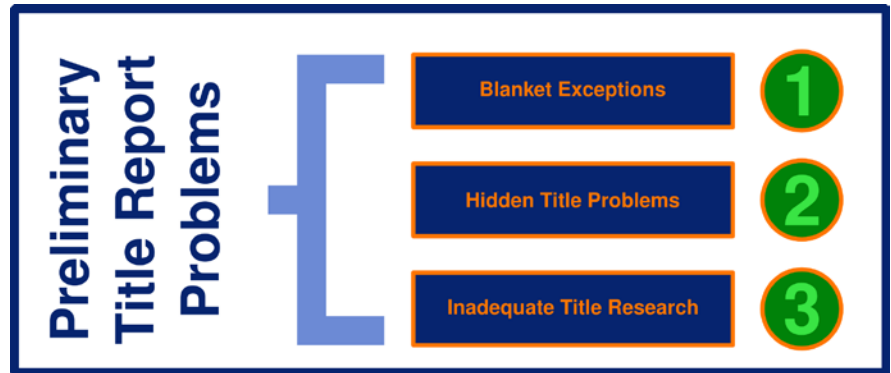 Preliminary
Title Report
Problems
Blanket Exceptions
1
Hidden Title Problems
2
Inadequate Title Research
3